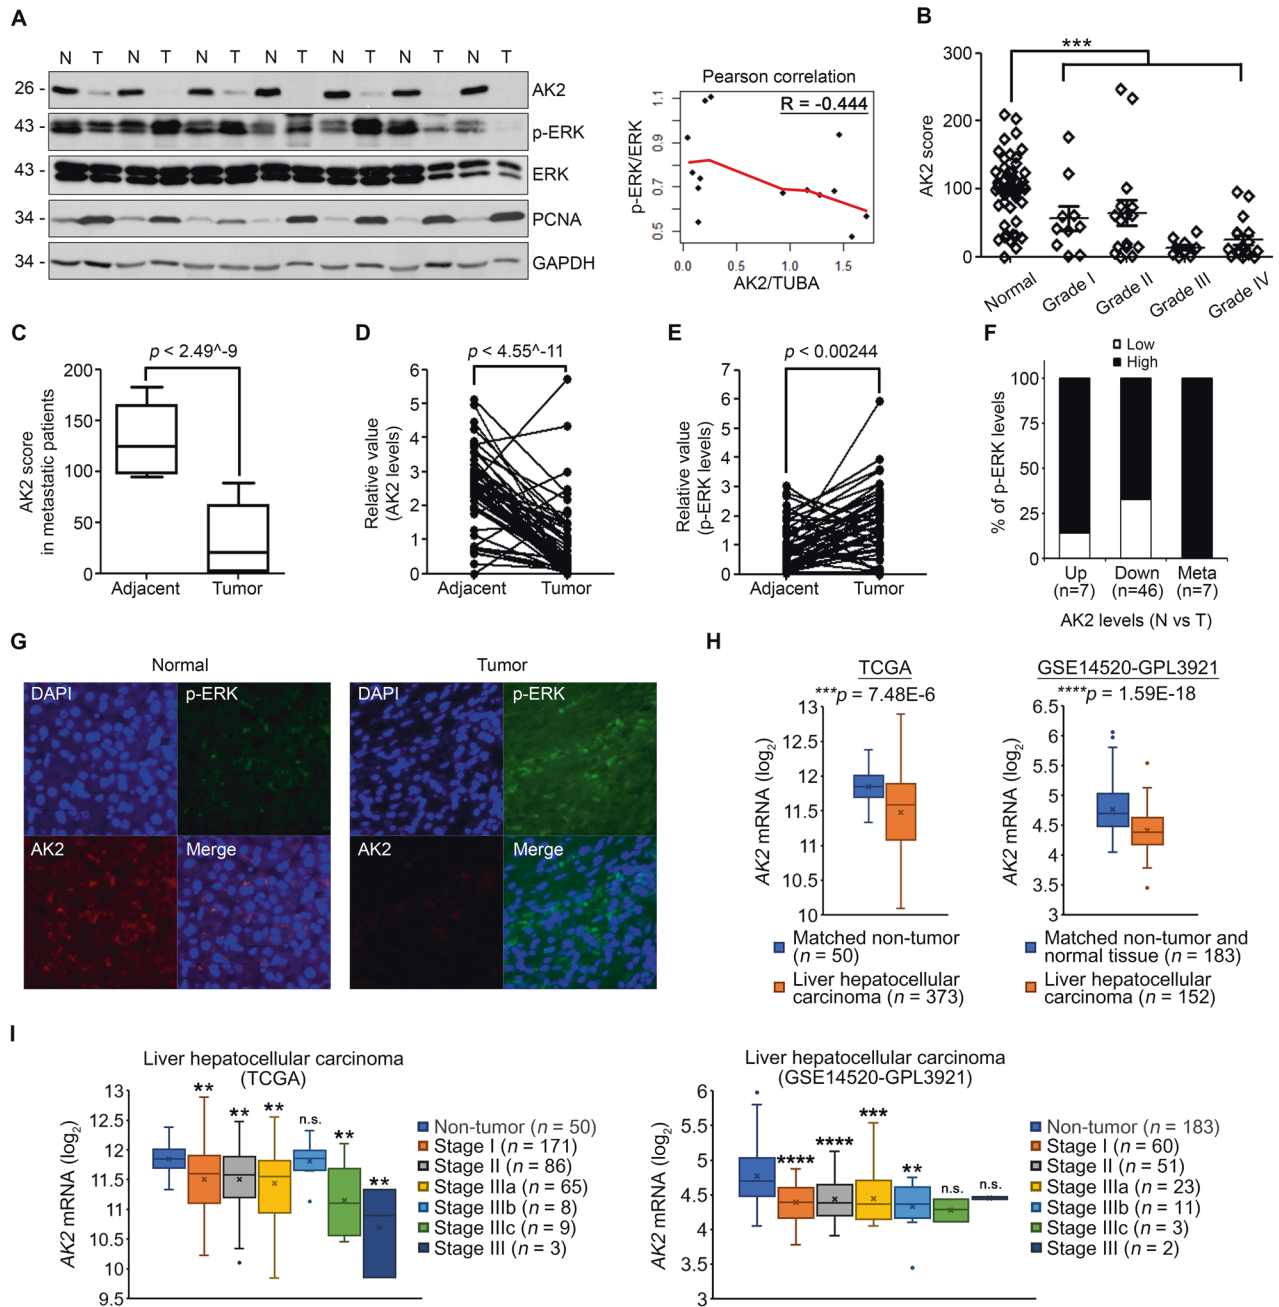 A
N T N T N T N T N T N T N T
26 - AK2
43 - p-ERK
43 - ERK
34 - PCNA
34 - GAPDH
Pearson correlation
R = -0.444
p-ERK/ERK
1.1
0.9
0.7
0.5
0.0 0.5 1.0 1.5
AK2/TUBA
B
***
AK2 score
300
200
100
0
Normal
Grade I
Grade II
Grade III
Grade IV
C
p < 2.49^-9
AK2 score
in metastatic patients
200
150
100
50
0
Adjacent Tumor
D
p < 4.55^-11
Relative value
(AK2 levels)
6
5
4
3
2
1
0
Adjacent Tumor
E
p < 0.00244
Relative value
(p-ERK levels)
7
6
5
4
3
2
1
0
Adjacent Tumor
F
Low
High
% of p-ERK levels
100
75
50
25
0
Up Down Meta
(n=7) (n=46) (n=7)
AK2 levels (N vs T)
G
Normal Tumor
DAPI p-ERK DAPI p-ERK
AK2 Merge AK2 Merge
H
TCGA
***p = 7.48E-6
AK2 mRNA (log2)
13
12.5
12
11.5
11
10.5
10
Matched non-tumor
(n = 50)
Liver hepatocellular
carcinoma (n = 373)
GSE14520-GPL3921
****p = 1.59E-18
AK2 mRNA (log2)
6.5
6
5.5
5
4.5
4
3.5
3
Matched non-tumor and
normal tissue (n = 183)
Liver hepatocellular
carcinoma (n = 152)
I
Liver hepatocellular carcinoma
(TCGA)
AK2 mRNA (log2)
13
12.5
12
11.5
11
10.5
10
9.5
** ** ** n.s. ** **
Non-tumor (n = 50)
Stage I (n = 171)
Stage II (n = 86)
Stage IIIa (n = 65)
Stage IIIb (n = 8)
Stage IIIc (n = 9)
Stage III (n = 3)
Liver hepatocellular carcinoma
(GSE14520-GPL3921)
AK2 mRNA (log2)
6
5.5
5
4.5
4
3.5
3
**** **** *** ** n.s. n.s.
Non-tumor (n = 183)
Stage I (n = 60)
Stage II (n = 51)
Stage IIIa (n = 23)
Stage IIIb (n = 11)
Stage IIIc (n = 3)
Stage III (n = 2)